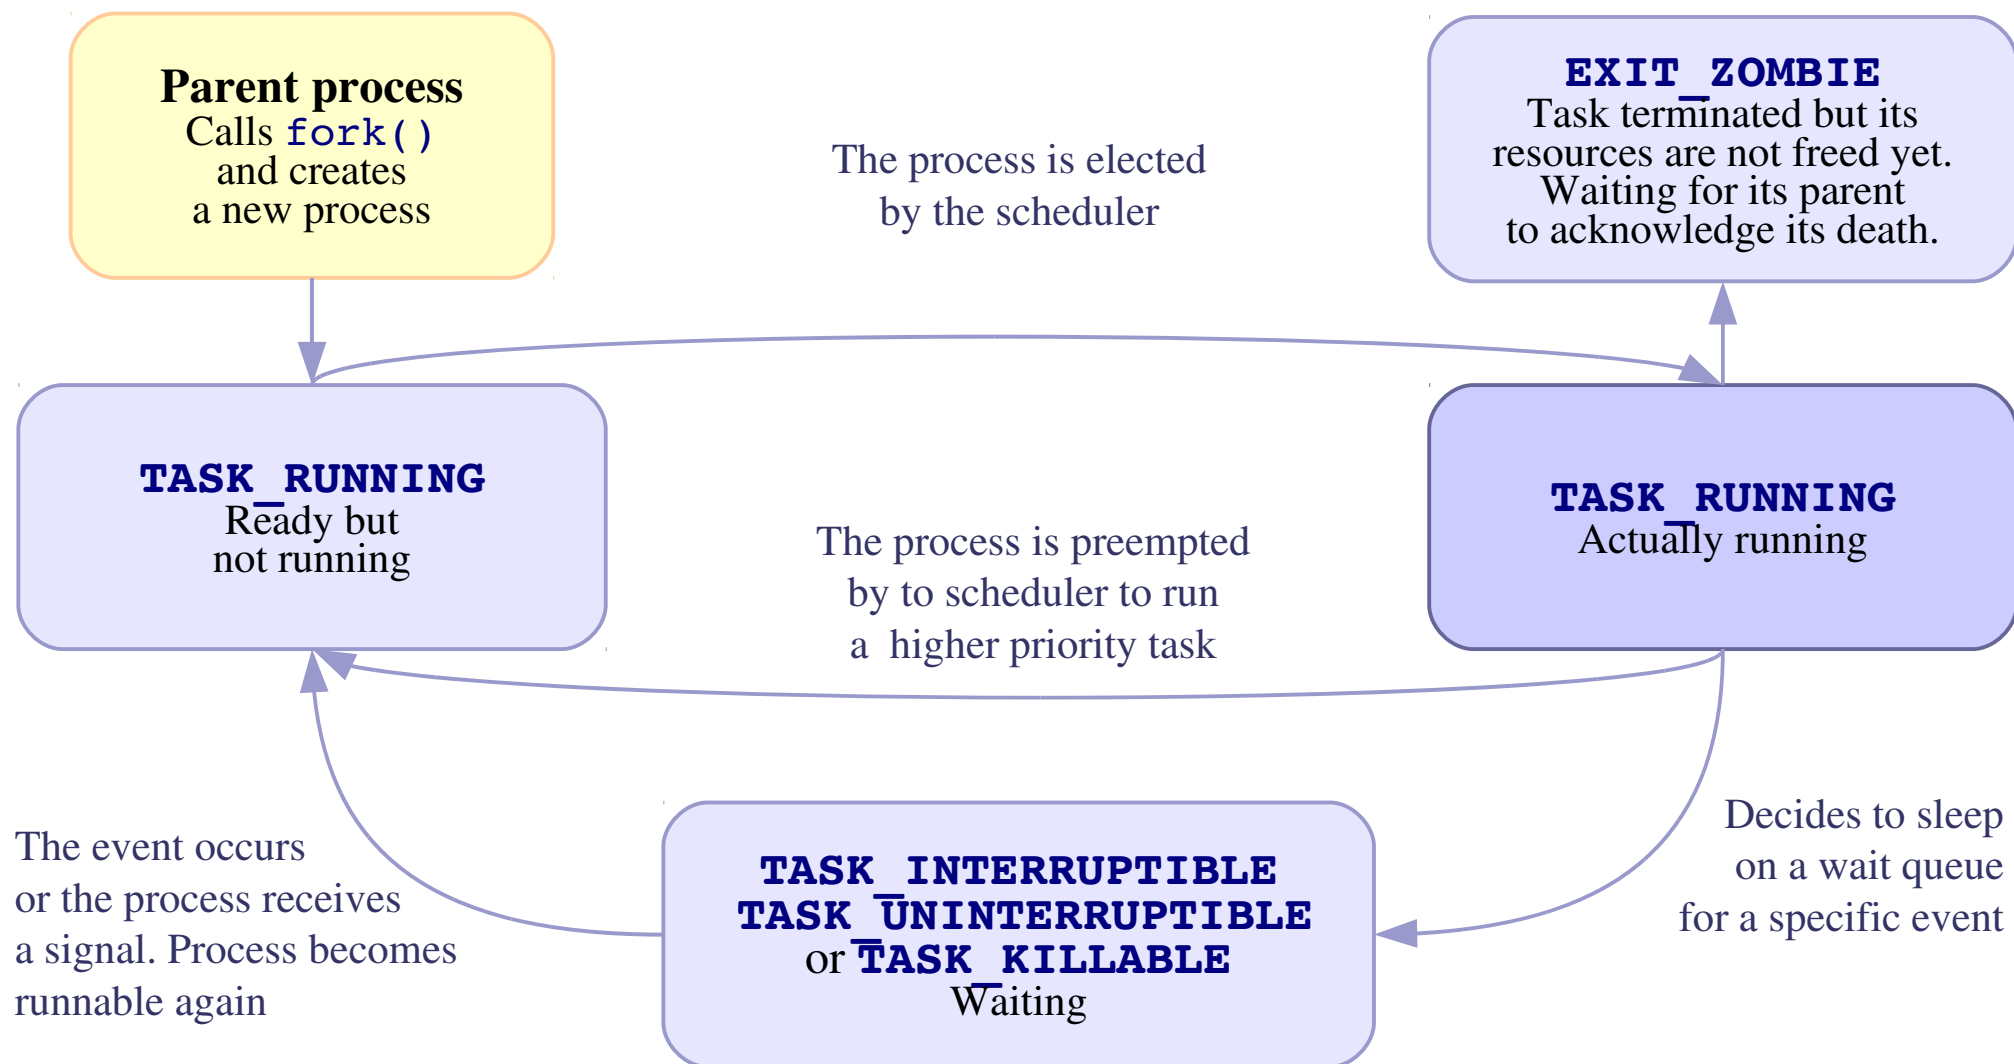 Parent process
Calls fork()
and creates
a new process
The process is elected
by the scheduler
EXIT_ZOMBIE
Task terminated but its
resources are not freed yet.
Waiting for its parent
to acknowledge its death.
TASK_RUNNING
Ready but
not running
The process is preempted
by to scheduler to run
a  higher priority task
TASK_RUNNING
Actually running
The event occurs
or the process receives
a signal. Process becomes
runnable again
TASK_INTERRUPTIBLE
TASK_UNINTERRUPTIBLE
or TASK_KILLABLE
Waiting
Decides to sleep
on a wait queue
for a specific event